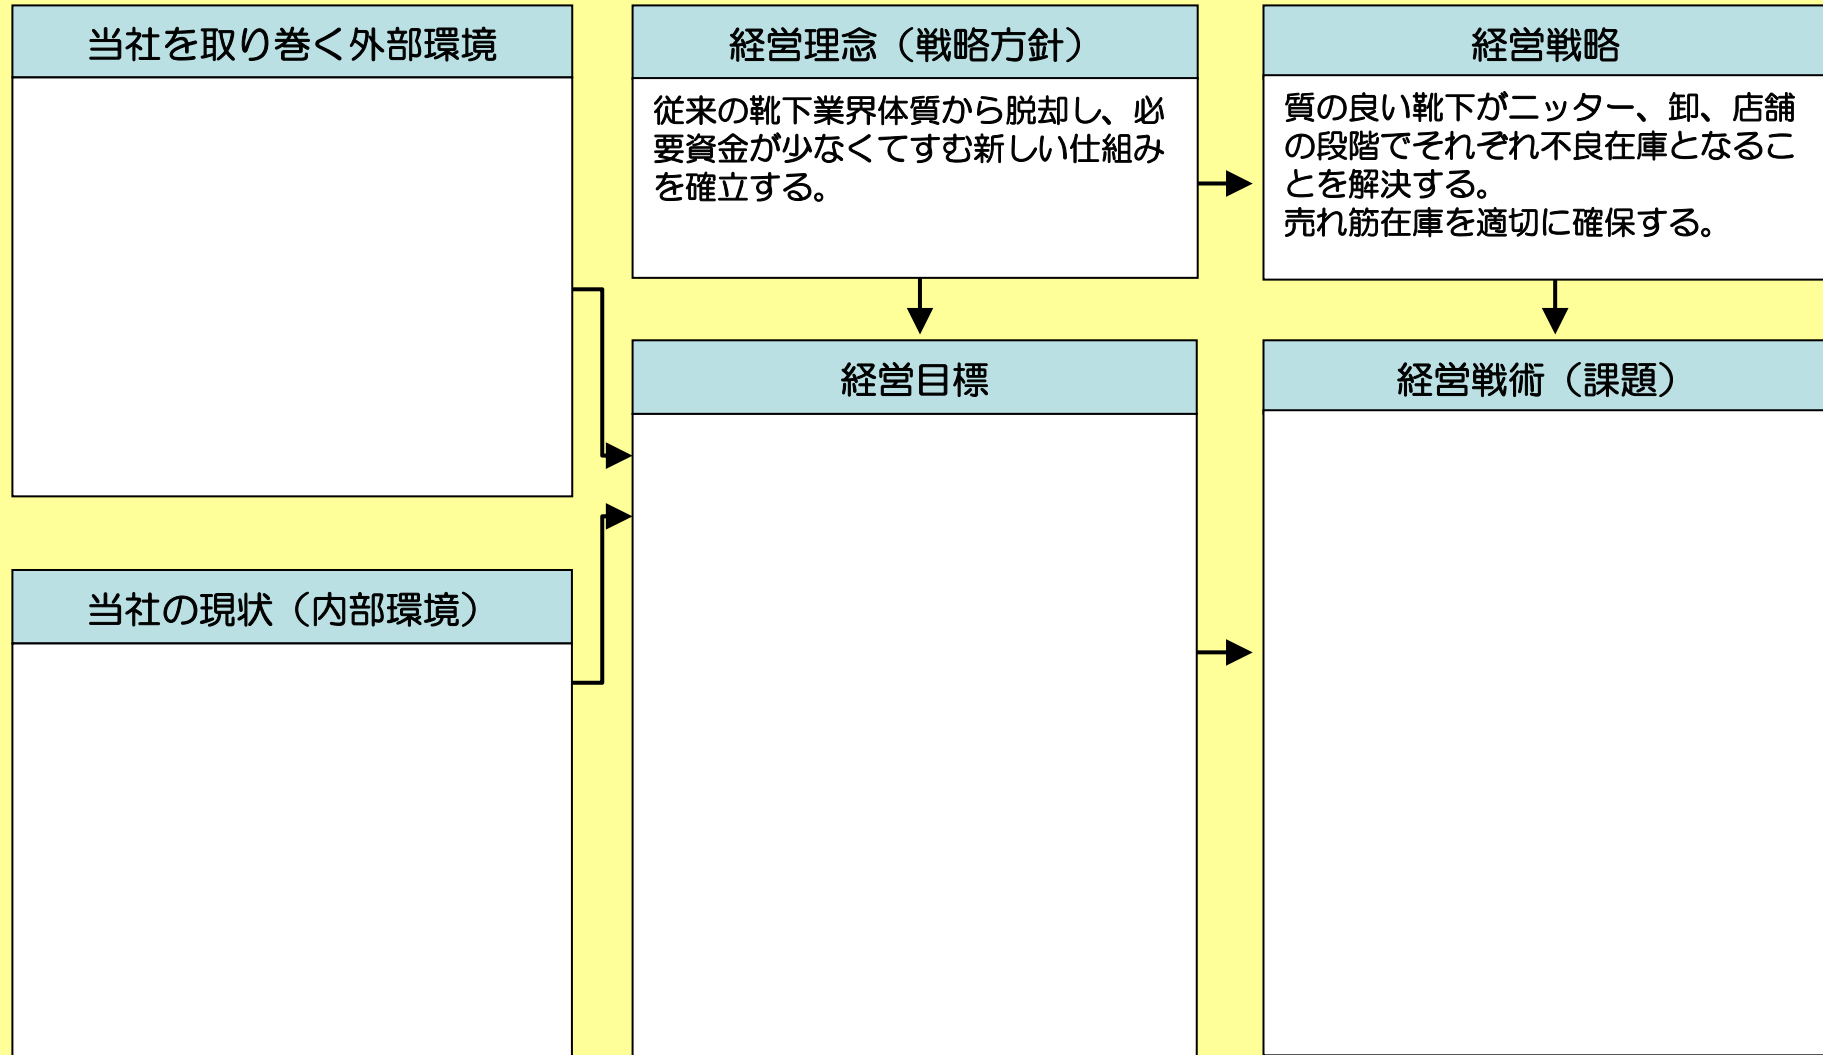 当社を取り巻く外部環境
当社の現状（内部環境）
経営理念（戦略方針）
従来の靴下業界体質から脱却し、必
要資金が少なくてすむ新しい仕組み
を確立する。
経営目標
経営戦略
質の良い靴下がニッター、卸、店舗
の段階でそれぞれ不良在庫となるこ
とを解決する。
売れ筋在庫を適切に確保する。
経営戦術（課題）